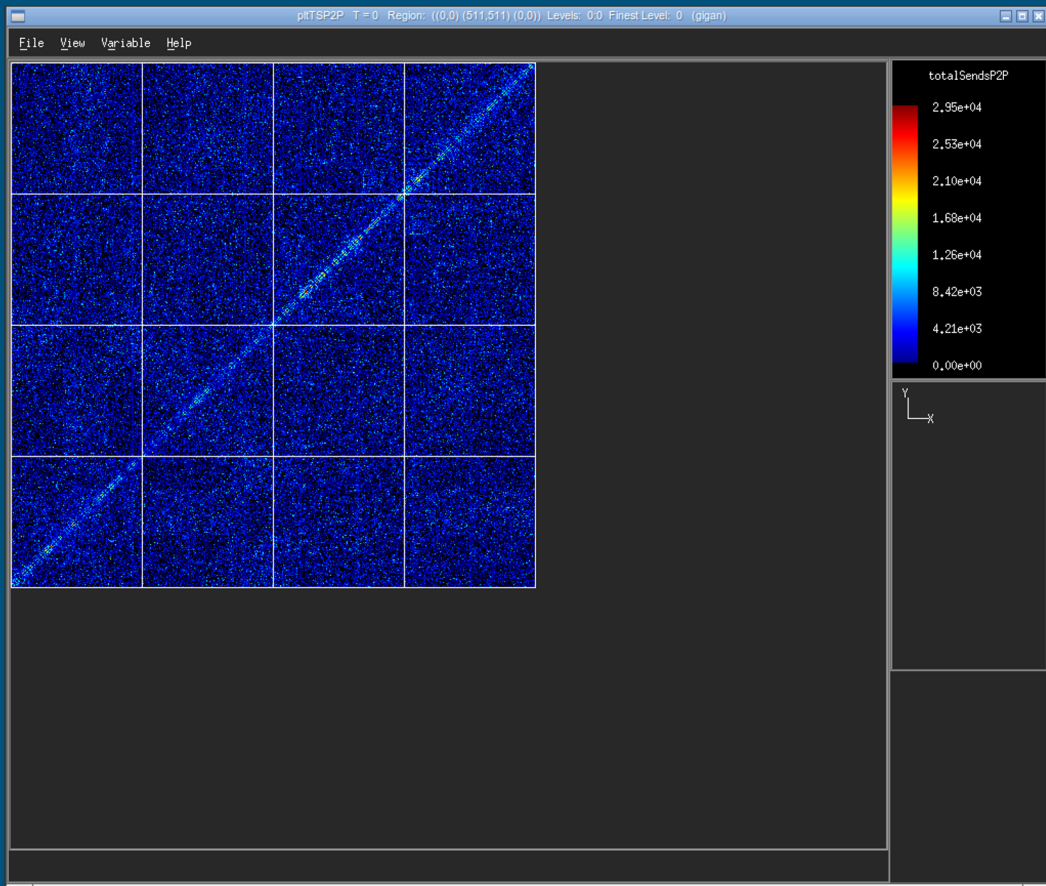 pltTSP2P T = 0 Region: ((0,0) (511,511) (0,0)) Levels: 0:0 Finest Level: 0 (gigan)
File View Variable Help
totalSendsP2P
2.95e+04
2.53e+04
2.10e+04
1.68e+04
1.26e+04
8.42e+03
4.21e+03
0.00e+00
Y
X